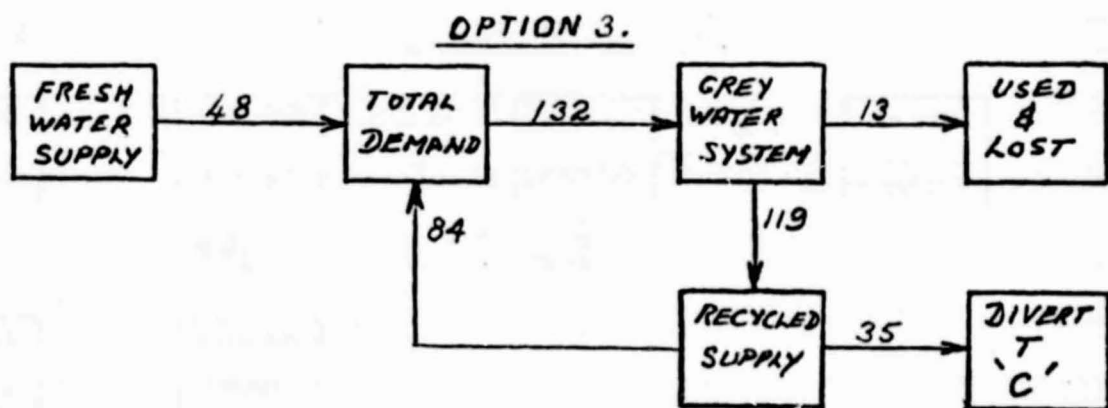 OPTION 3.
FRESH
WATER
SUPPLY
48
TOTAL
DEMAND
132
GREY
WATER
SYSTEM
13
USED
&
LOST
84
119
RECYCLED
SUPPLY
35
DIVERT
T
'C'